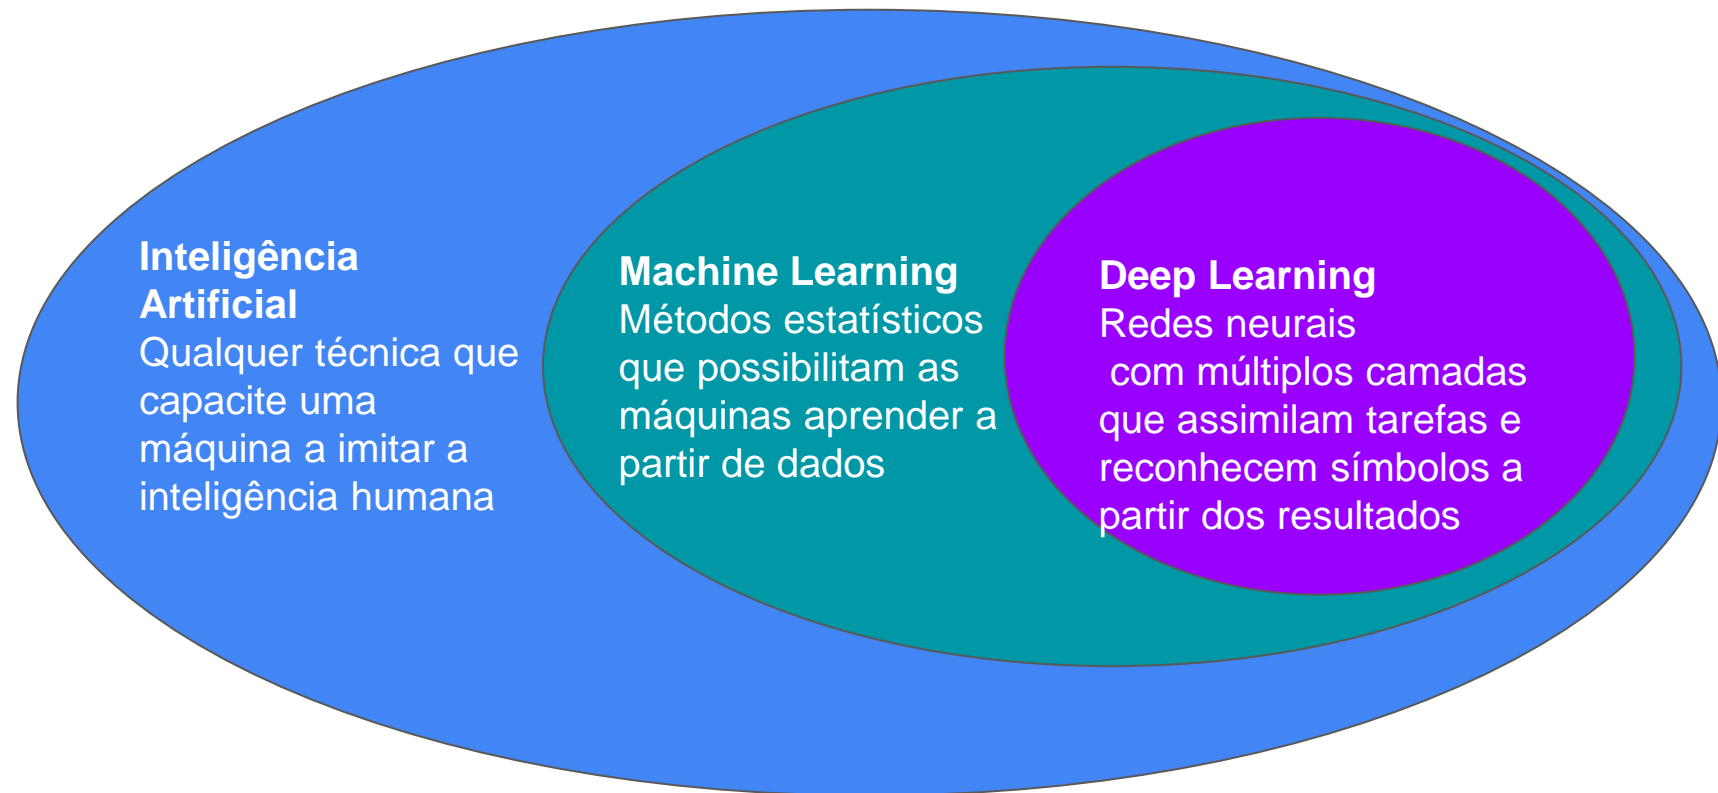 Inteligência
Artificial
Qualquer técnica que
capacite uma
máquina a imitar a
inteligência humana
Machine Learning
Métodos estatísticos
que possibilitam as
máquinas aprender a
partir de dados
Deep Learning
Redes neurais
com múltiplos camadas
que assimilam tarefas e
reconhecem símbolos a
partir dos resultados